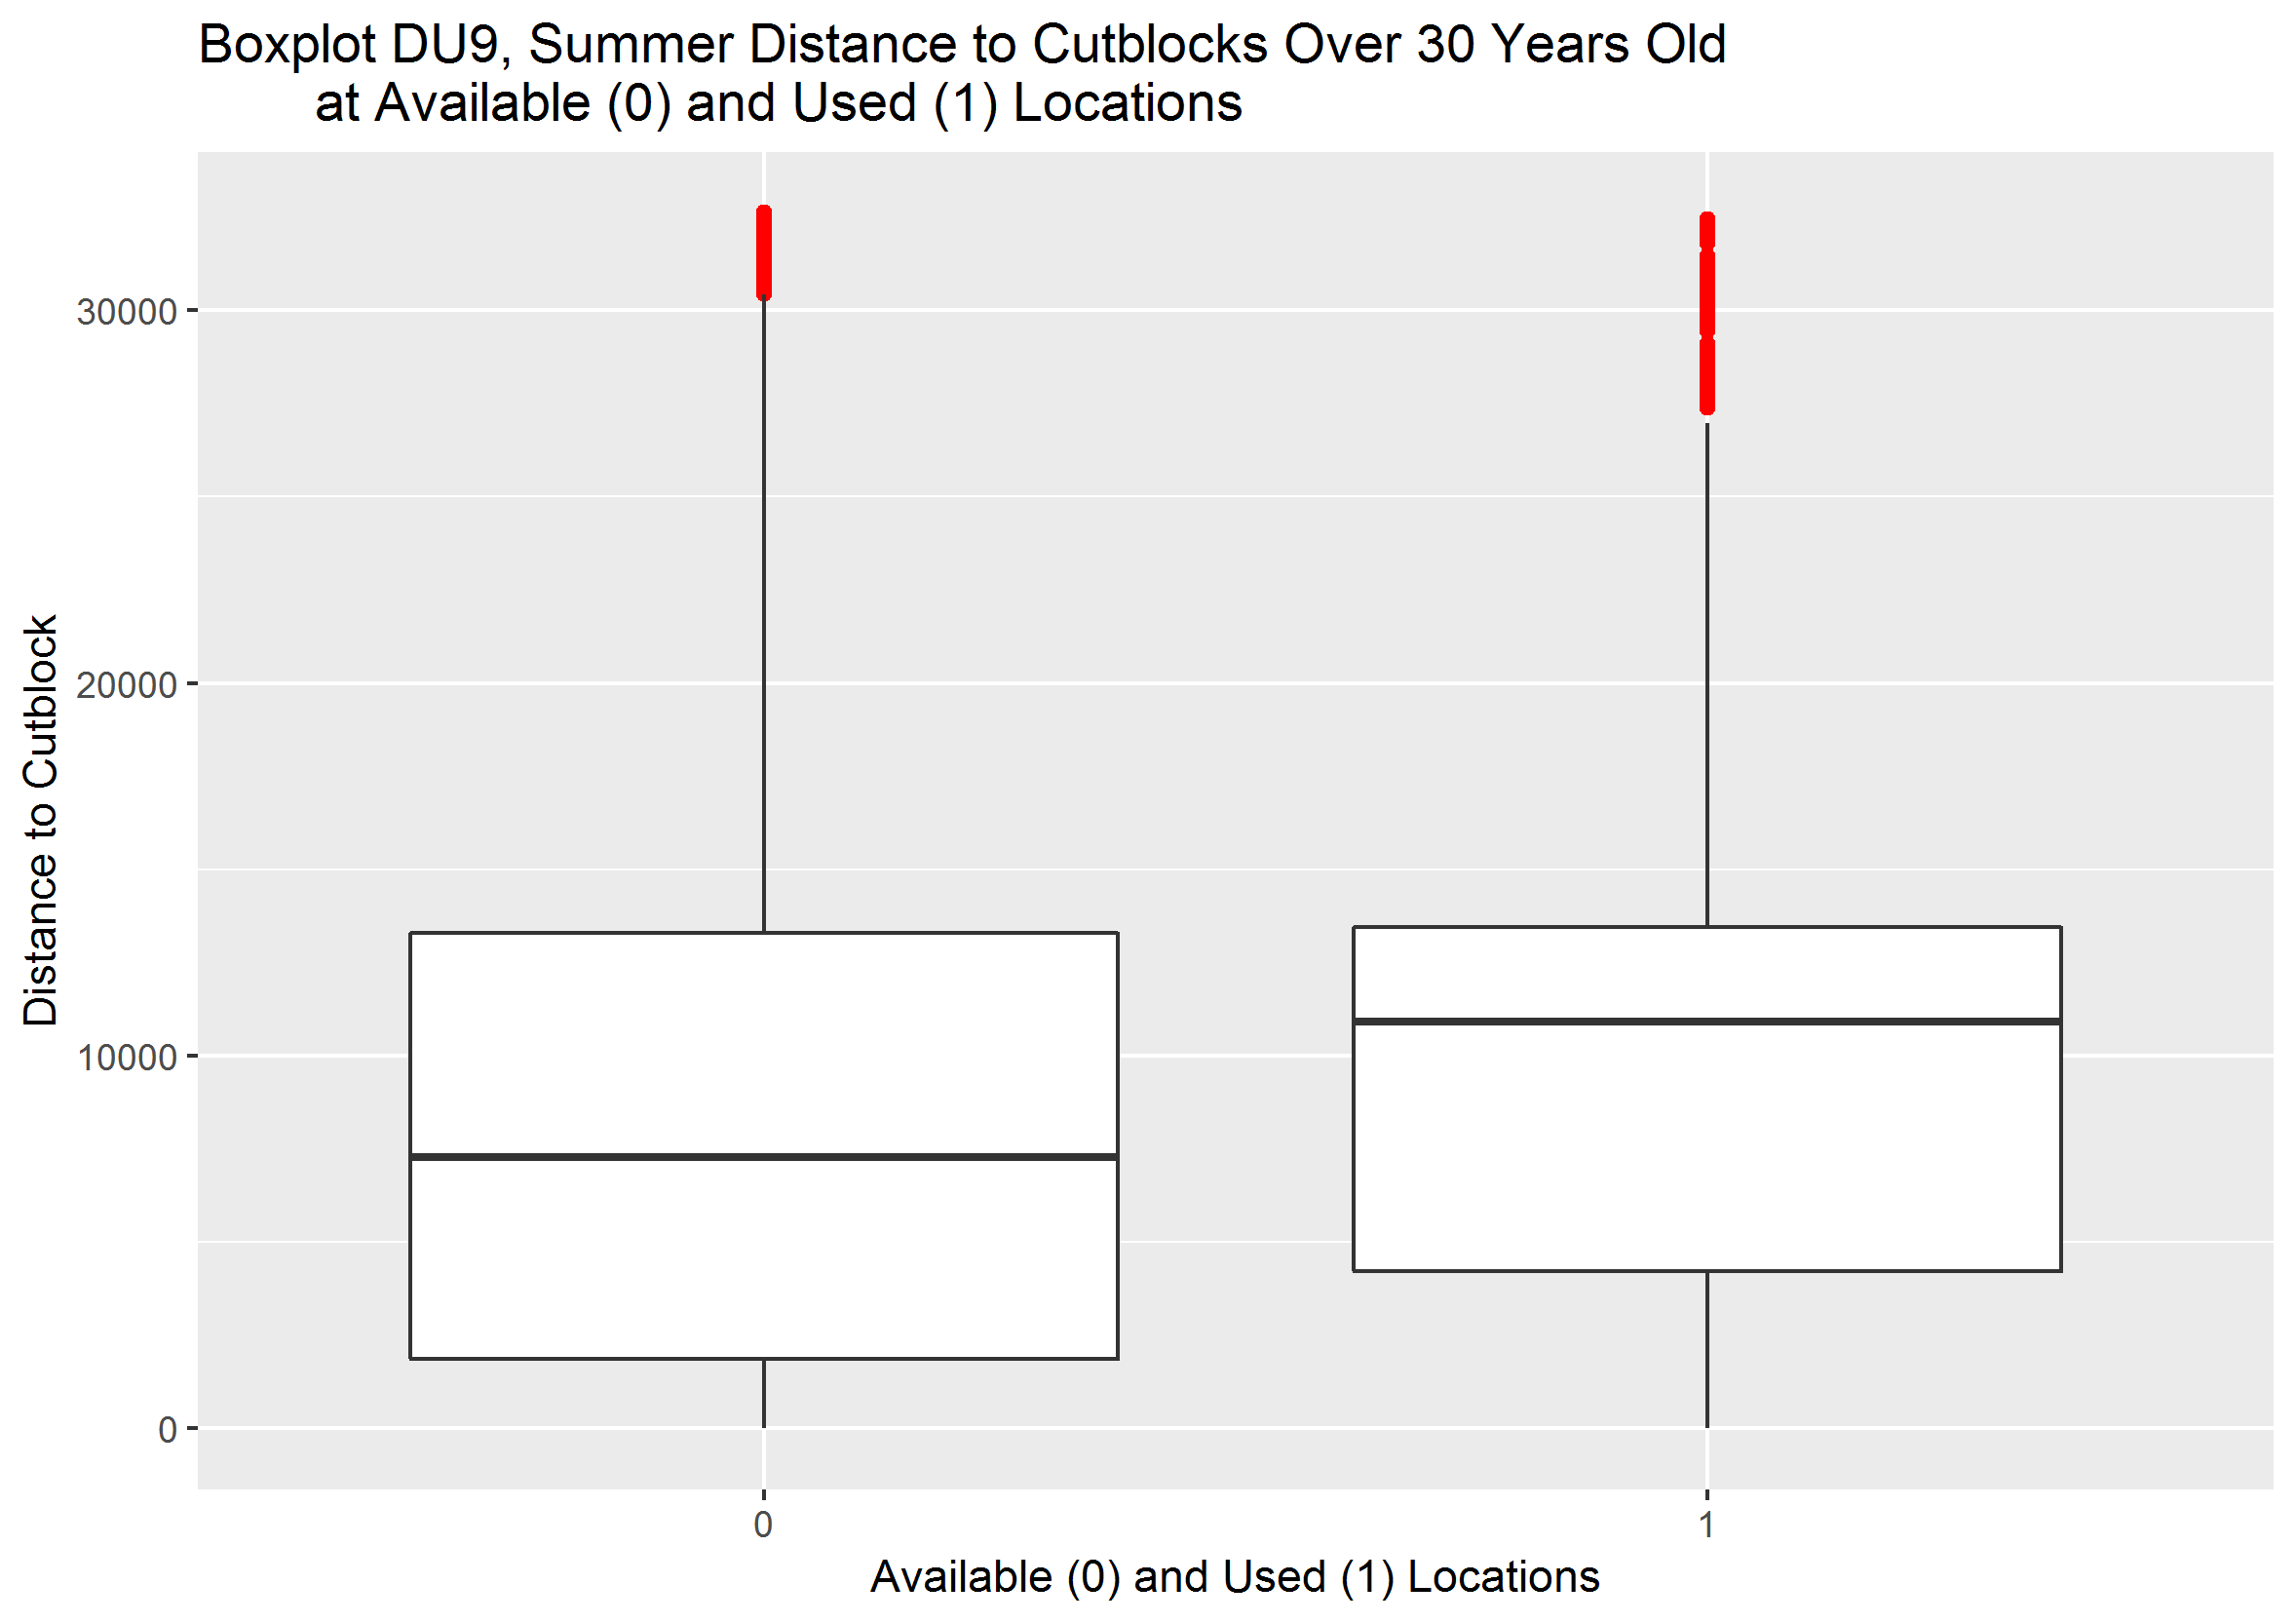 Boxplot DU9, Summer Distance to Cutblocks Over 30 Years Old
at Available (0) and Used (1) Locations
Distance to Cutblock
30000
20000
10000
0
0
1
Available (0) and Used (1) Locations